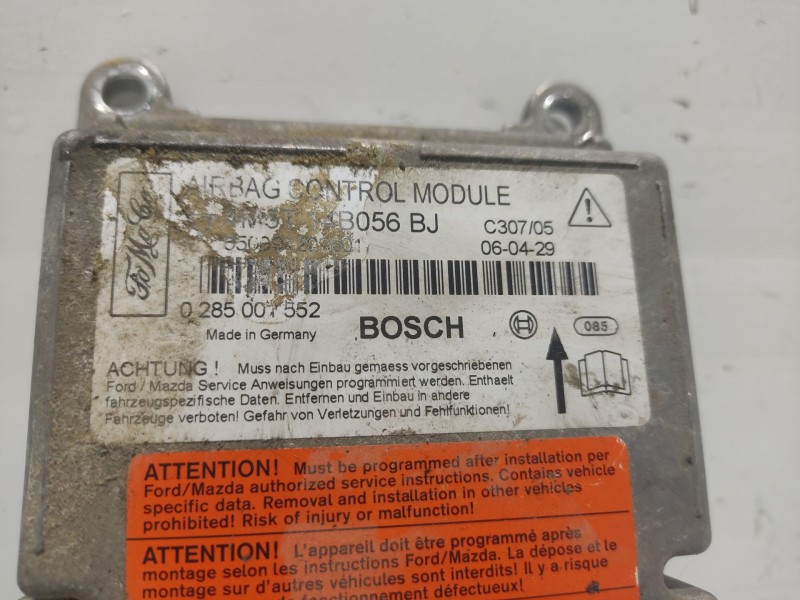 FoMoCo
AIRBAG CONTROL MODULE
BJ
C307/05
06-04-29
0 285 001 552
Made in Germany
BOSCH
085
ACHTUNG ! Muss nach Einbau gemaess vorgeschriebenen
Ford / Mazda Service Anweisungen programmiert werden. Enthaelt
fahrzeugspezifische Daten. Entfernen und Einbau in andere
Fahrzeuge verboten! Gefahr von Verletzungen und Fehlfunktionen!
ATTENTION! Must be programmed after installation per
Ford/Mazda authorized service instructions. Contains vehicle
specific data. Removal and installation in other vehicles
prohibited! Risk of injury or malfunction!
ATTENTION! L'appareil doit être programmé après
montage selon les instructions Ford/Mazda. La dépose et le
montage sur d'autres véhicules sont interdits! Il y a risque
fonctionnement défectueux!